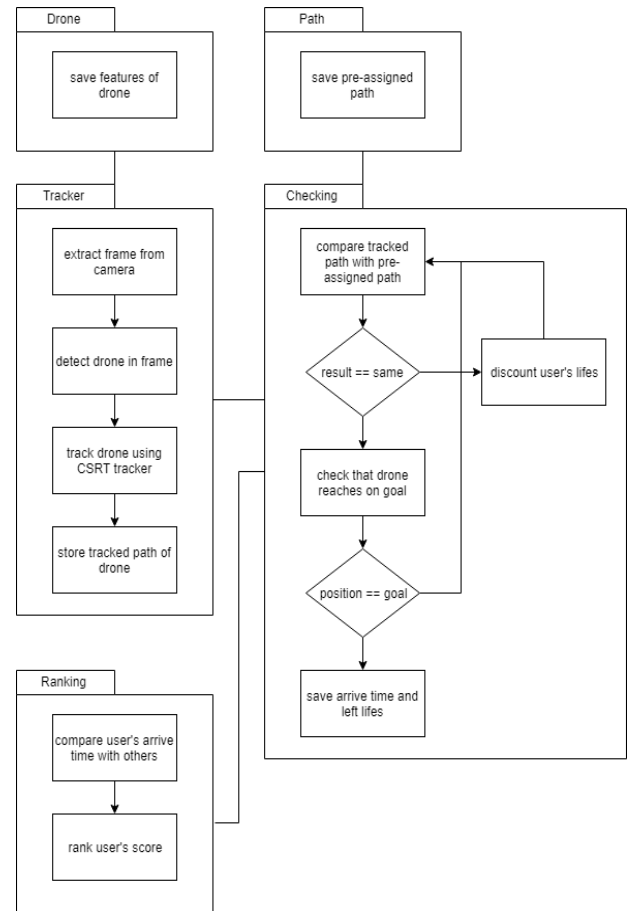 Drone
save features of
drone
Path
save pre-assigned
path
Tracker
extract frame from
camera
detect drone in frame
track drone using
CSRT tracker
store tracked path of
drone
Checking
compare tracked
path with pre-
assigned path
result == same
discount user's lifes
check that drone
reaches on goal
position == goal
save arrive time and
left lifes
Ranking
compare user's arrive
time with others
rank user's score